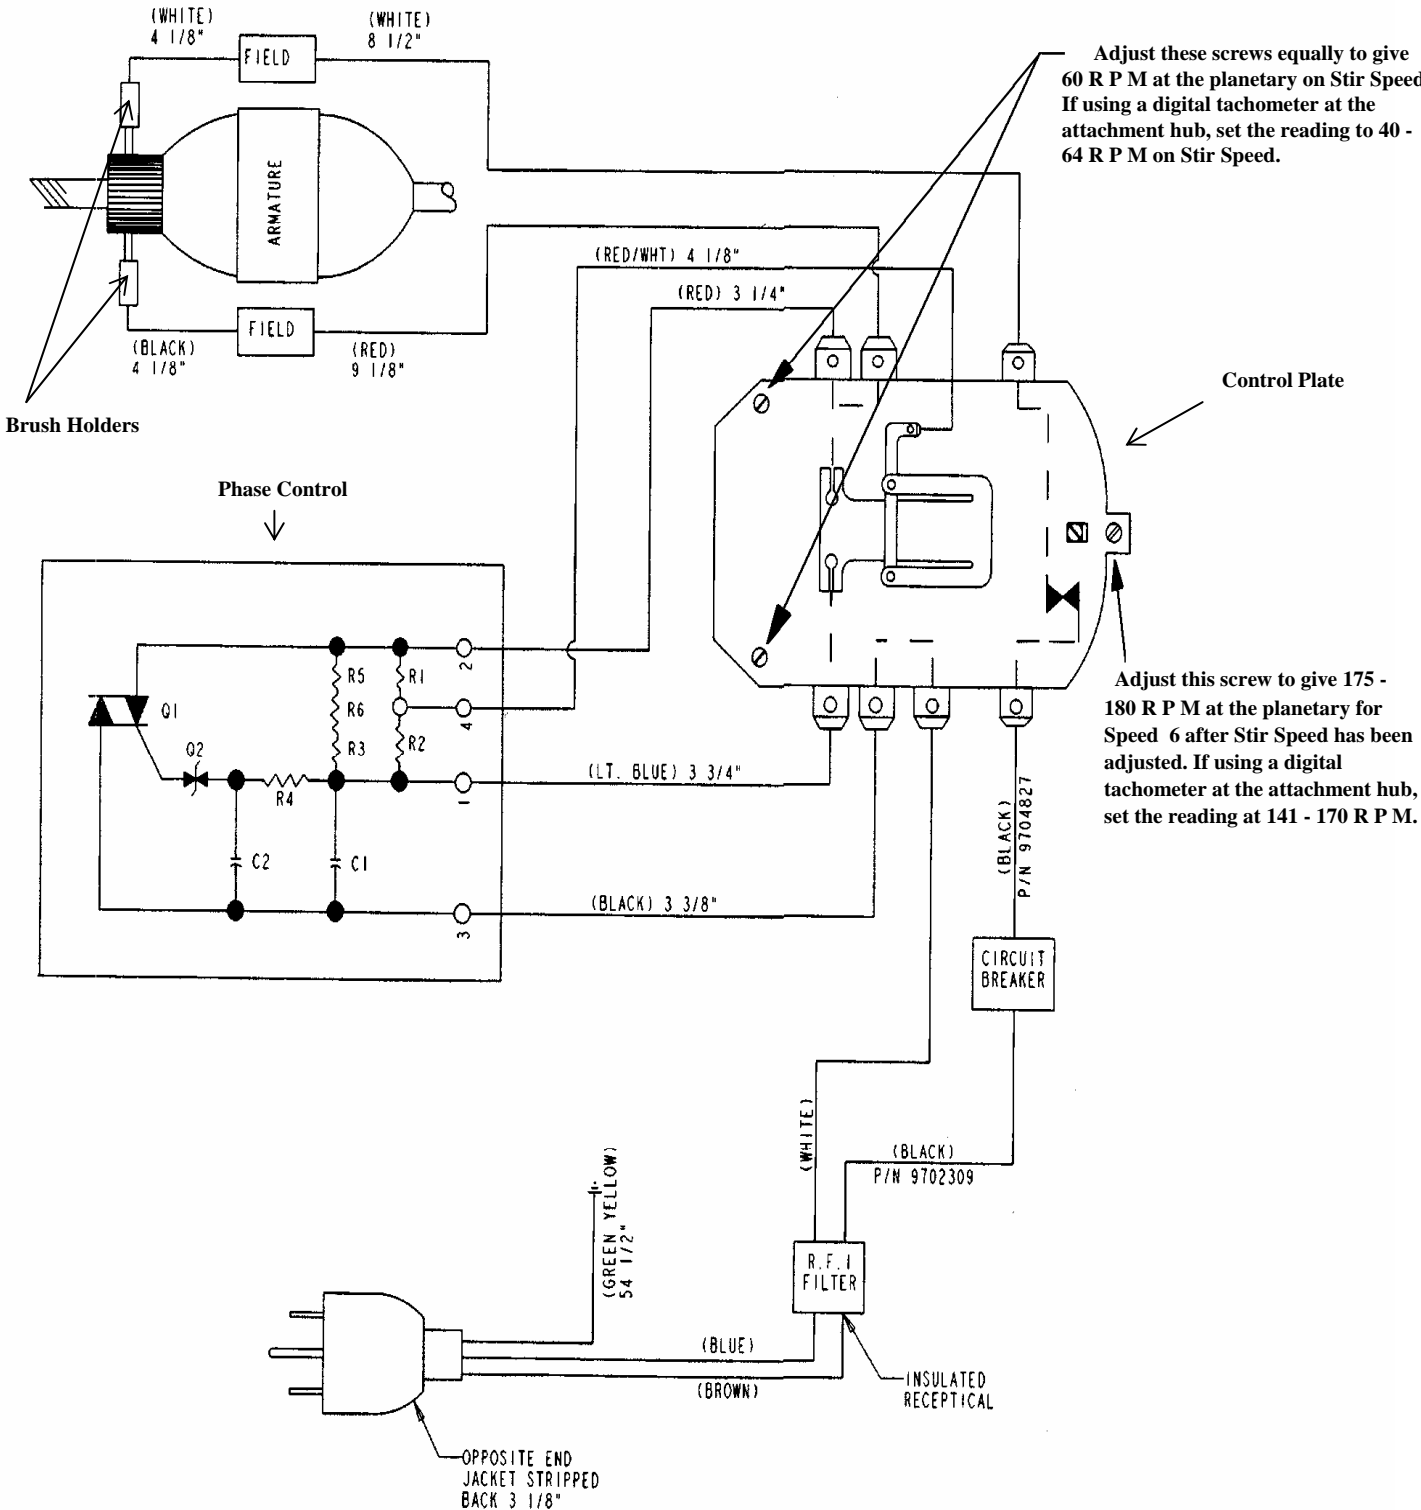 (WHITE)
4 1/8"
(WHITE)
8 1/2"
FIELD
Adjust these screws equally to give
60 R P M at the planetary on Stir Speed
If using a digital tachometer at the
attachment hub, set the reading to 40 -
64 R P M on Stir Speed.
ARMATURE
(RED/WHT) 4 1/8"
(RED) 3 1/4"
FIELD
(BLACK)
4 1/8"
(RED)
9 1/8"
Brush Holders
Control Plate
Phase Control
R5
R1
2
R6
4
Q1
R3
R2
Q2
R4
1
(LT. BLUE) 3 3/4"
C2
C1
(BLACK) 3 3/8"
3
Adjust this screw to give 175 -
180 R P M at the planetary for
Speed 6 after Stir Speed has been
adjusted. If using a digital
tachometer at the attachment hub,
set the reading at 141 - 170 R P M.
(BLACK)
P/N 9704827
CIRCUIT
BREAKER
(WHITE)
(BLACK)
P/N 9702309
(GREEN YELLOW)
54 1/2"
R.F.I
FILTER
(BLUE)
(BROWN)
INSULATED
RECEPTICAL
OPPOSITE END
JACKET STRIPPED
BACK 3 1/8"